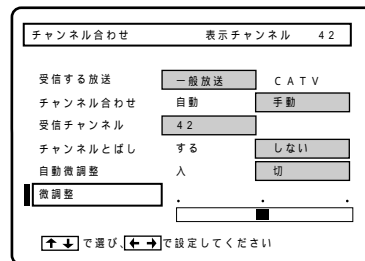 チャンネル合わせ 表示チャンネル 42
受信する放送 一般放送 CATV
チャンネル合わせ 自動 手動
受信チャンネル 42
チャンネルとばし する しない
自動微調整 入 切
微調整
↑↓で選び、←→で設定してください